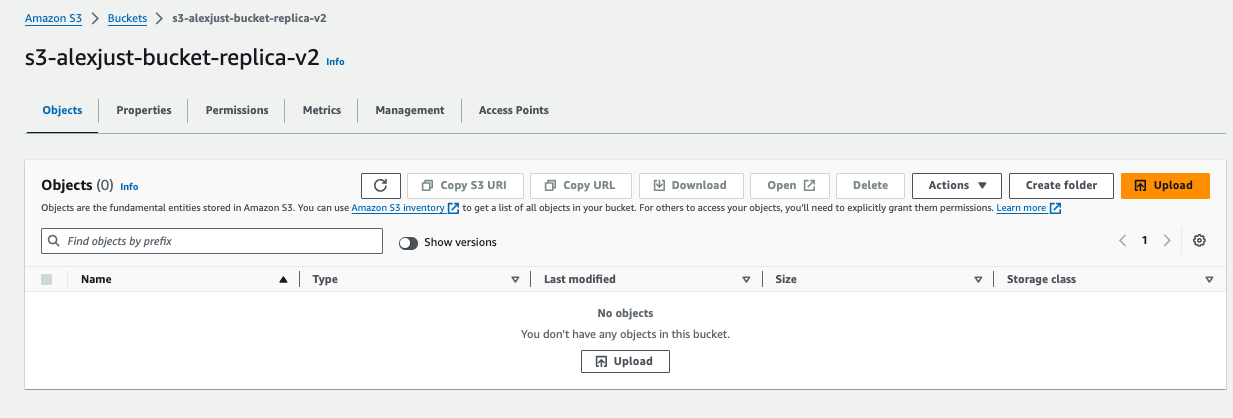 Amazon S3 > Buckets > s3-alexjust-bucket-replica-v2
s3-alexjust-bucket-replica-v2 Info
Objects Properties Permissions Metrics Management Access Points
Objects (0) Info Copy S3 URI Copy URL Download Open Delete Actions Create folder Upload
Objects are the fundamental entities stored in Amazon S3. You can use Amazon S3 inventory to get a list of all objects in your bucket. For others to access your objects, you'll need to explicitly grant them permissions. Learn more
Find objects by prefix Show versions < 1 >
Name Type Last modified Size Storage class
No objects
You don't have any objects in this bucket.
Upload